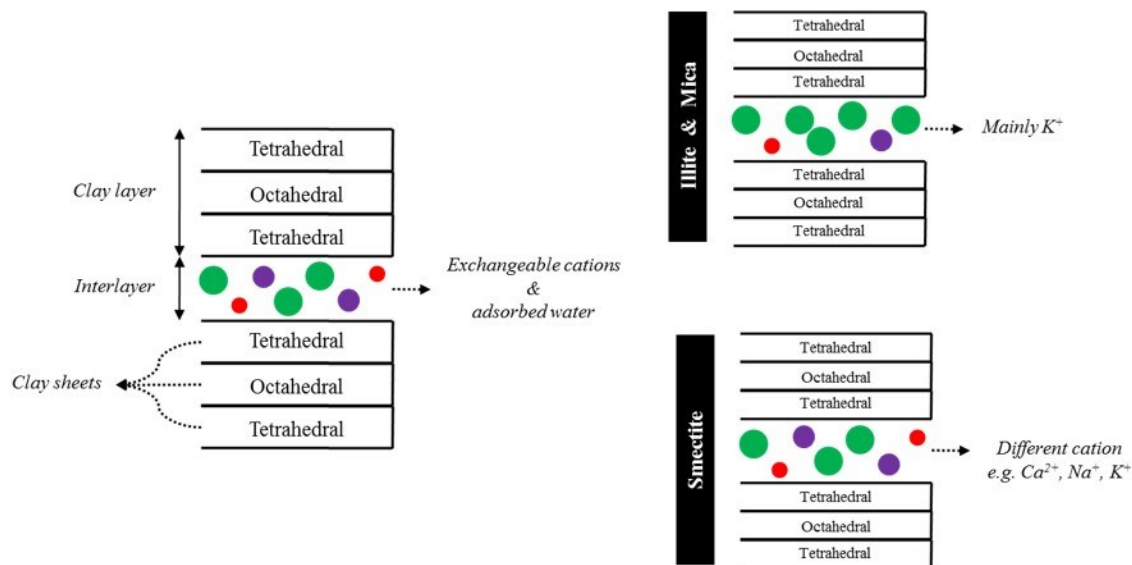 Tetrahedral
Octahedral
Tetrahedral
Clay layer
Interlayer
Exchangeable cations
&
adsorbed water
Tetrahedral
Octahedral
Tetrahedral
Clay sheets
Illite & Mica
Tetrahedral
Octahedral
Tetrahedral
Mainly K⁺
Tetrahedral
Octahedral
Tetrahedral
Smectite
Tetrahedral
Octahedral
Tetrahedral
Different cation
e.g. Ca²⁺, Na⁺, K⁺
Tetrahedral
Octahedral
Tetrahedral